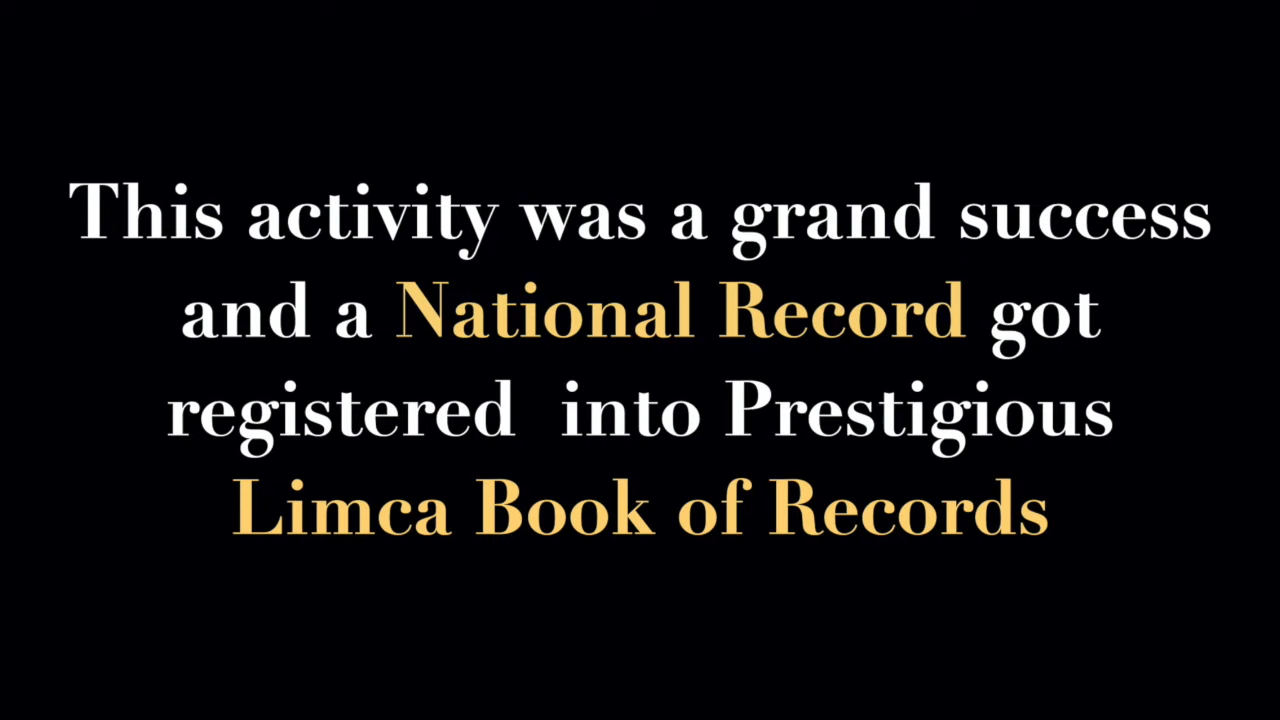 This activity was a grand success
and a National Record got
registered  into Prestigious
Limca Book of Records